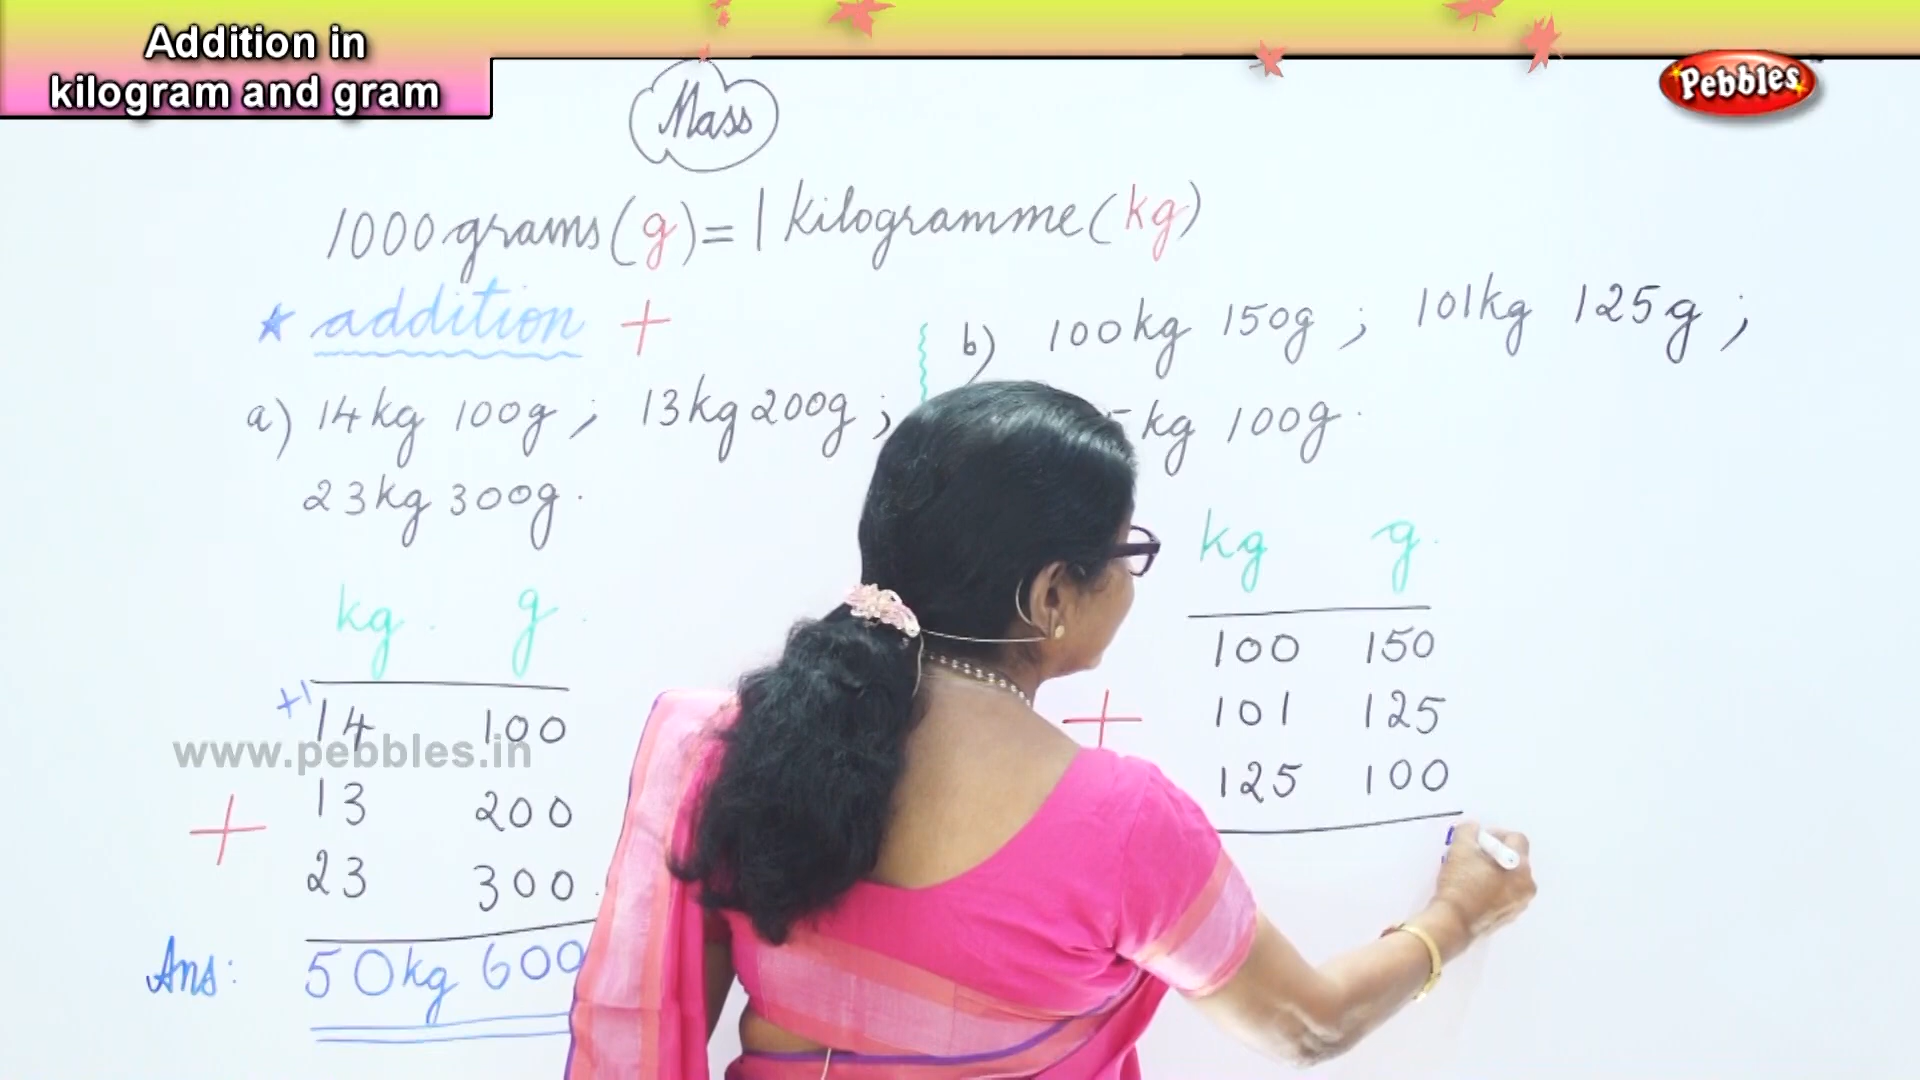 Addition in
kilogram and gram
Pebbles
Mass
1000 grams (g) = 1 kilogramme (kg)
★ addition +
a) 14kg 100g ; 13kg 200g ;
23kg 300g.
kg. g.
+1
14 100
+ 13 200
23 300.
Ans: 50kg 600
b) 100kg 150g ; 101kg 125g ;
kg 100g.
kg g.
100 150
+ 101 125
125 100
www.pebbles.in